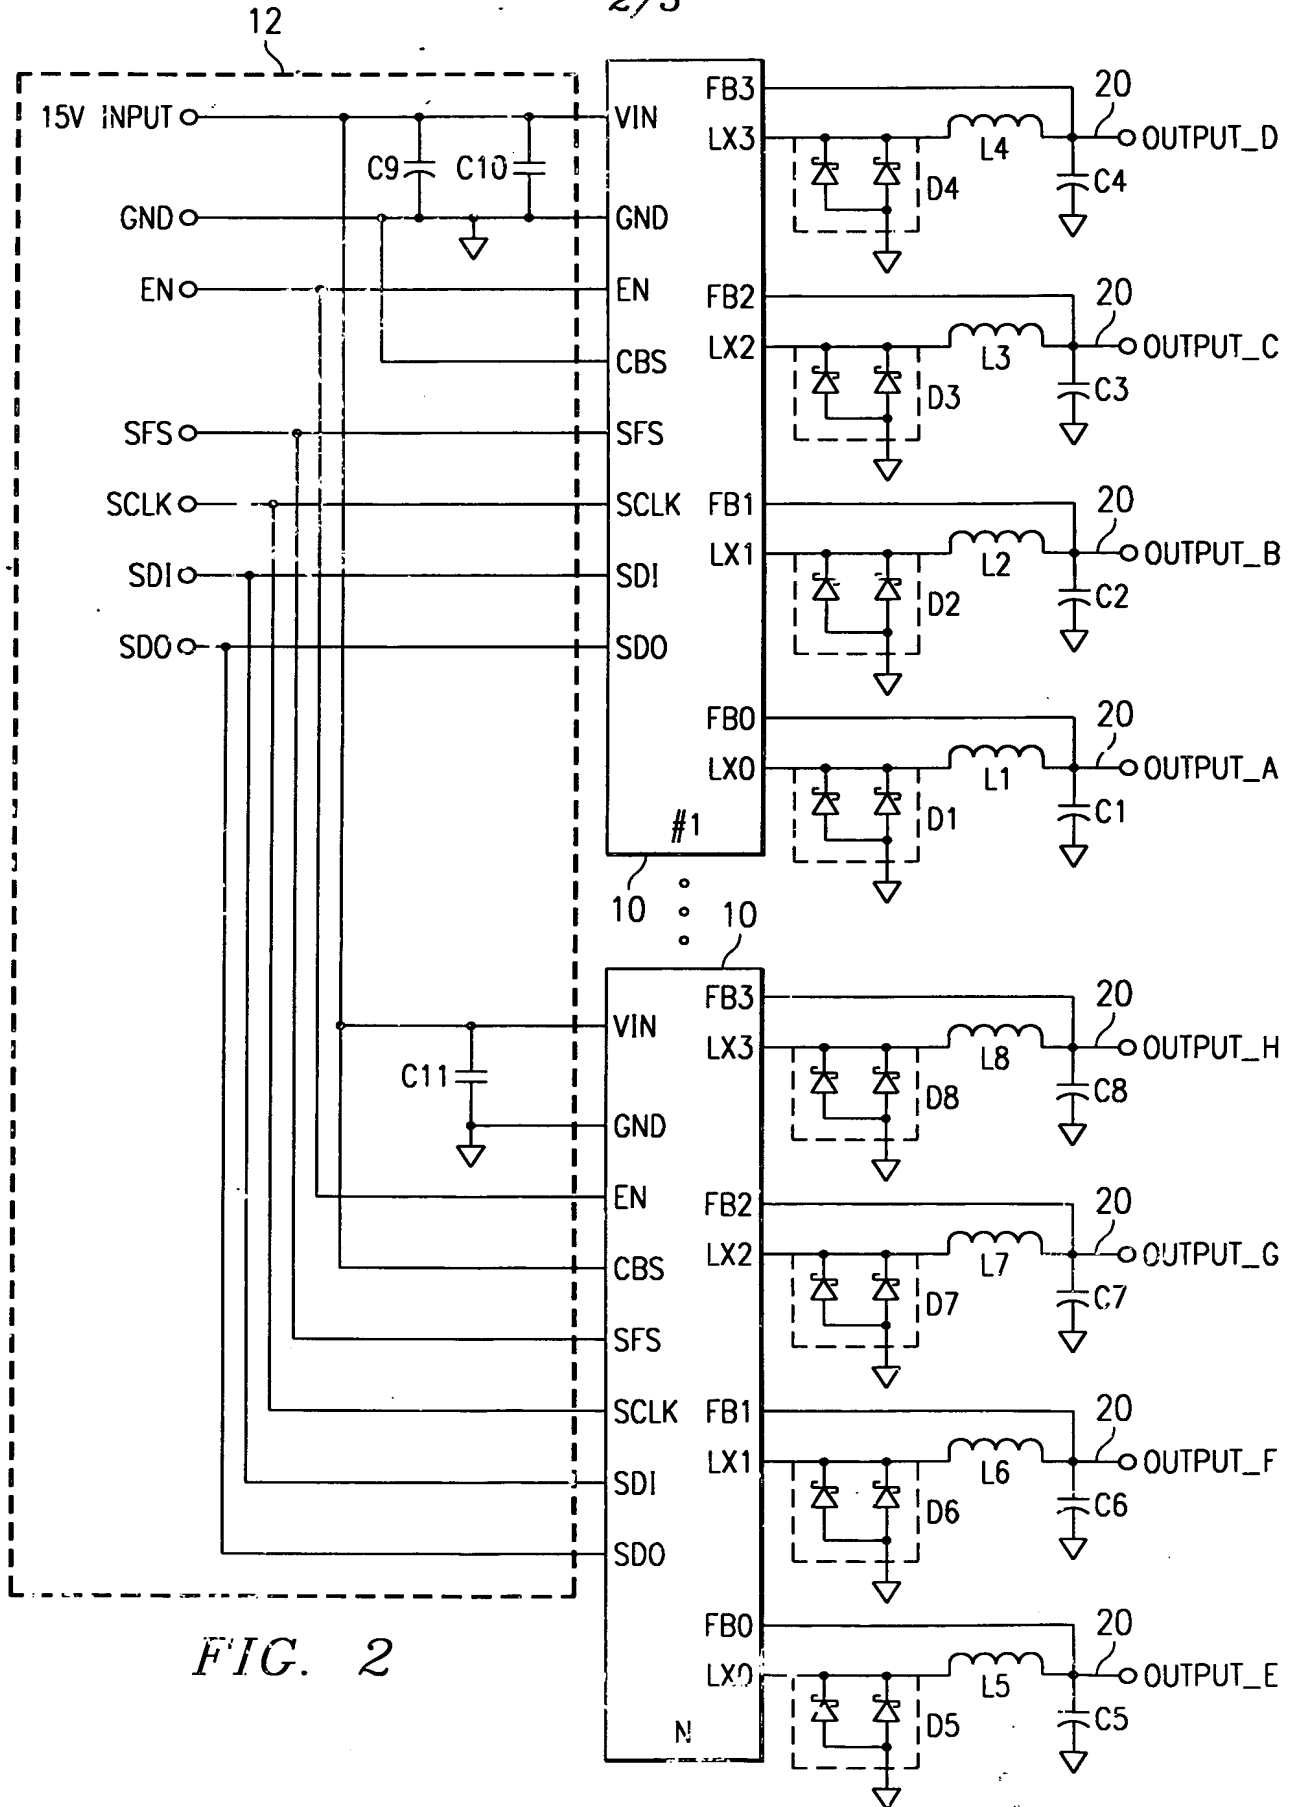 2/3
12
15V INPUT
GND
EN
SFS
SCLK
SDI
SDO
C9
C10
VIN
GND
EN
CBS
SFS
SCLK
SDI
SDO
FB3
LX3
FB2
LX2
FB1
LX1
FB0
LX0
#1
10
D4
L4
20
OUTPUT_D
C4
D3
L3
20
OUTPUT_C
C3
D2
L2
20
OUTPUT_B
C2
D1
L1
20
OUTPUT_A
C1
10
C11
VIN
GND
EN
CBS
SFS
SCLK
SDI
SDO
FB3
LX3
FB2
LX2
FB1
LX1
FB0
LX0
N
D8
L8
20
OUTPUT_H
C8
D7
L7
20
OUTPUT_G
C7
D6
L6
20
OUTPUT_F
C6
D5
L5
20
OUTPUT_E
C5
FIG. 2